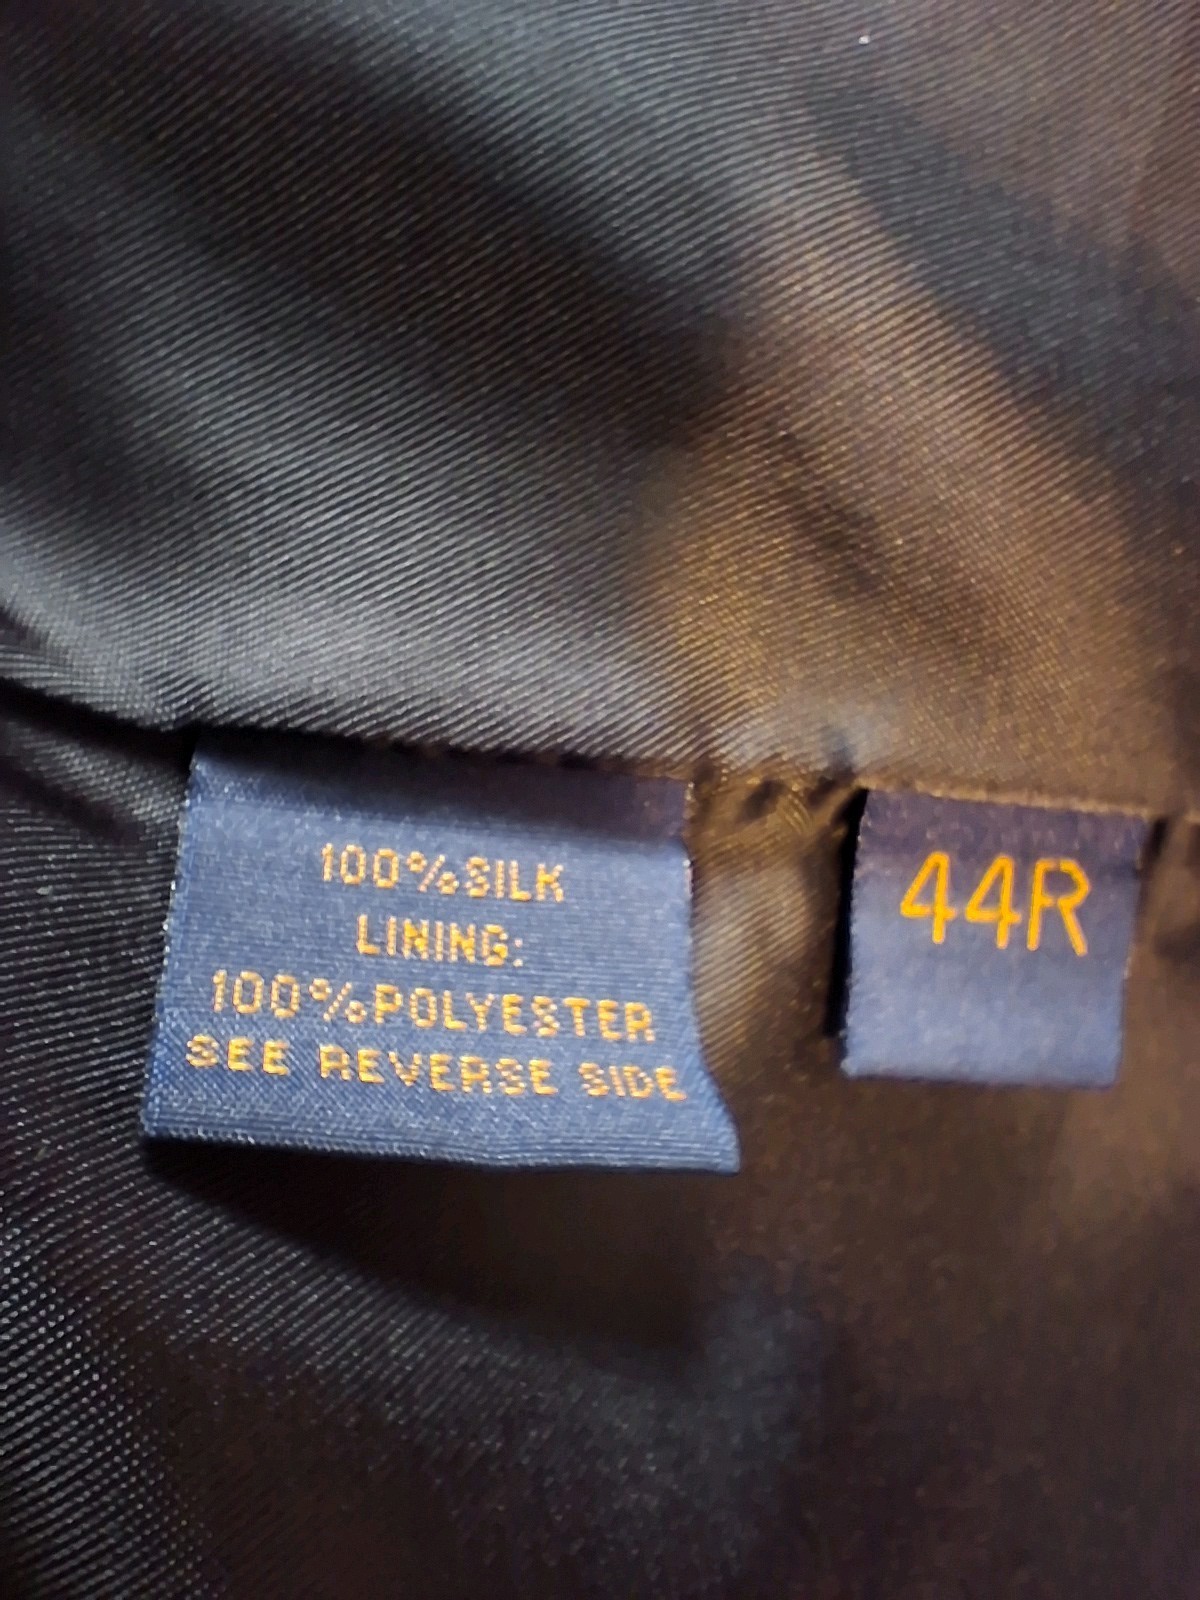 100%SILK
LINING:
100%POLYESTER
SEE REVERSE SIDE
44R